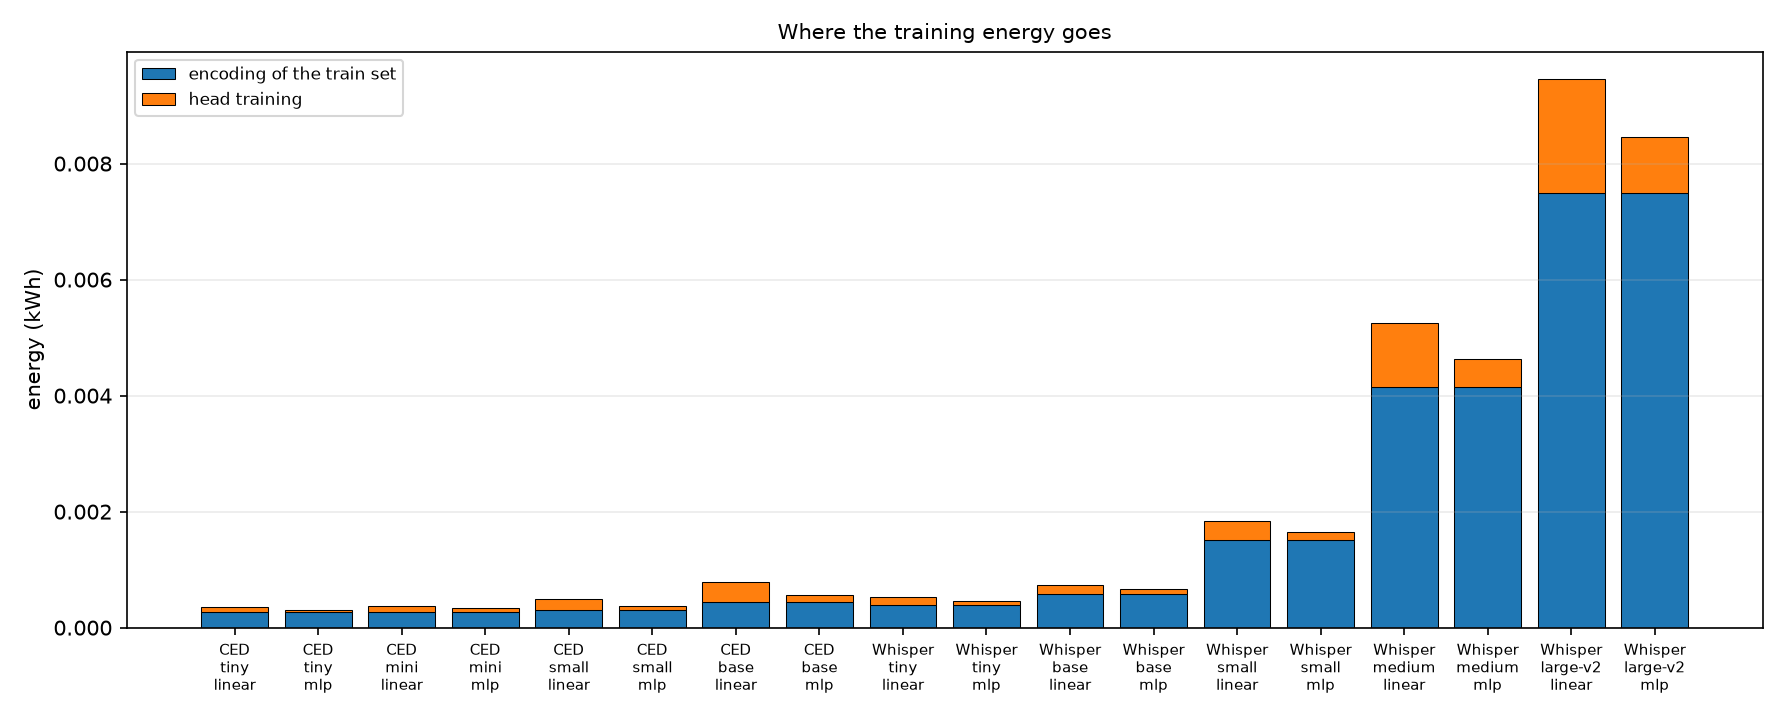 Where the training energy goes
encoding of the train set
head training
energy (kWh)
0.008
0.006
0.004
0.002
0.000
CED
tiny
linear
CED
tiny
mlp
CED
mini
linear
CED
mini
mlp
CED
small
linear
CED
small
mlp
CED
base
linear
CED
base
mlp
Whisper
tiny
linear
Whisper
tiny
mlp
Whisper
base
linear
Whisper
base
mlp
Whisper
small
linear
Whisper
small
mlp
Whisper
medium
linear
Whisper
medium
mlp
Whisper
large-v2
linear
Whisper
large-v2
mlp